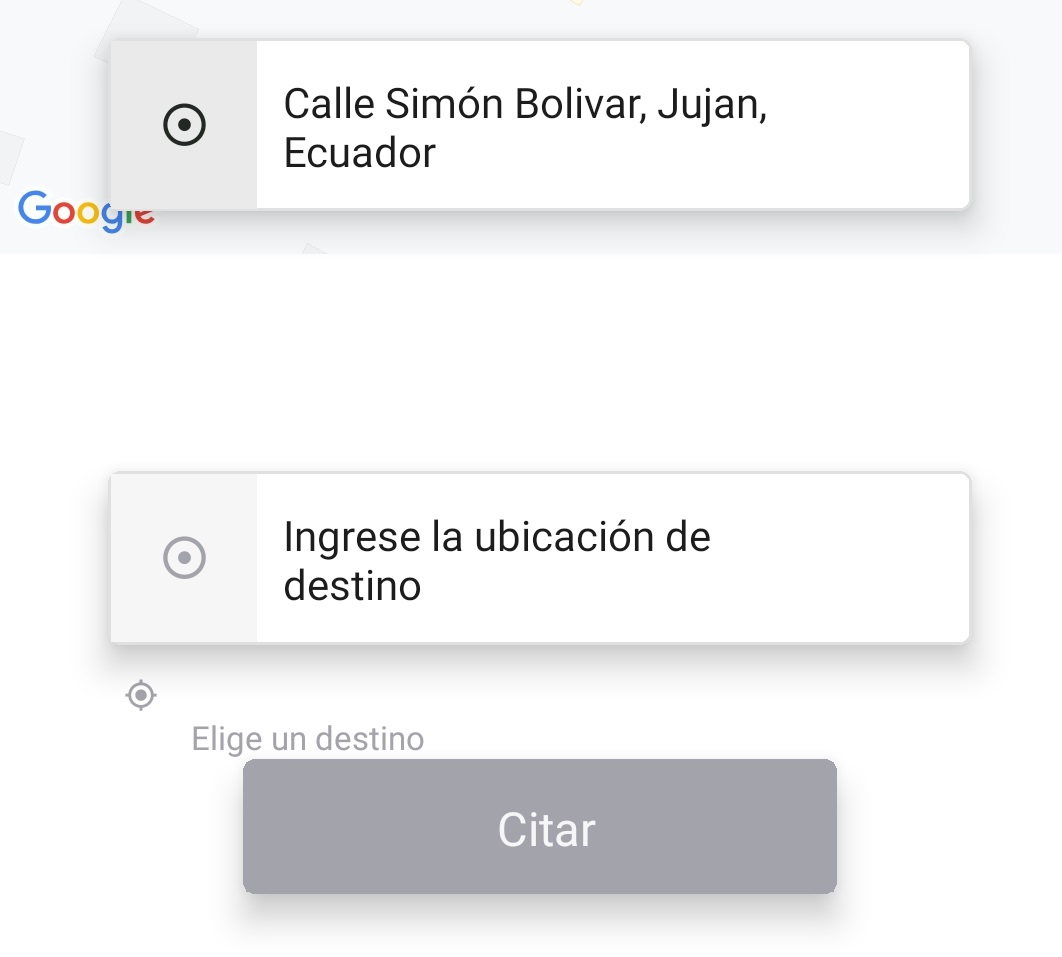 Calle Simón Bolivar, Jujan,
Ecuador
Google
Ingrese la ubicación de
destino
Elige un destino
Citar